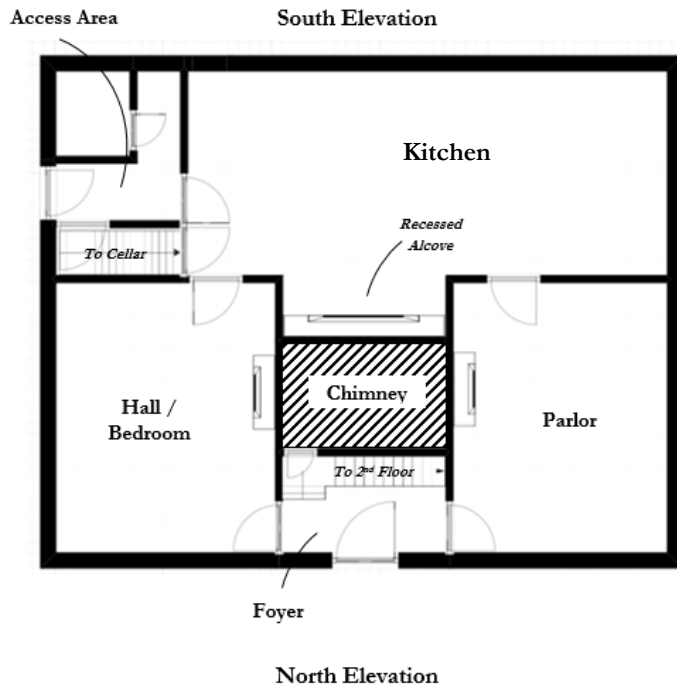 Access Area
South Elevation
Kitchen
Recessed
Alcove
To Cellar
Hall /
Bedroom
Chimney
Parlor
To 2nd Floor
Foyer
North Elevation